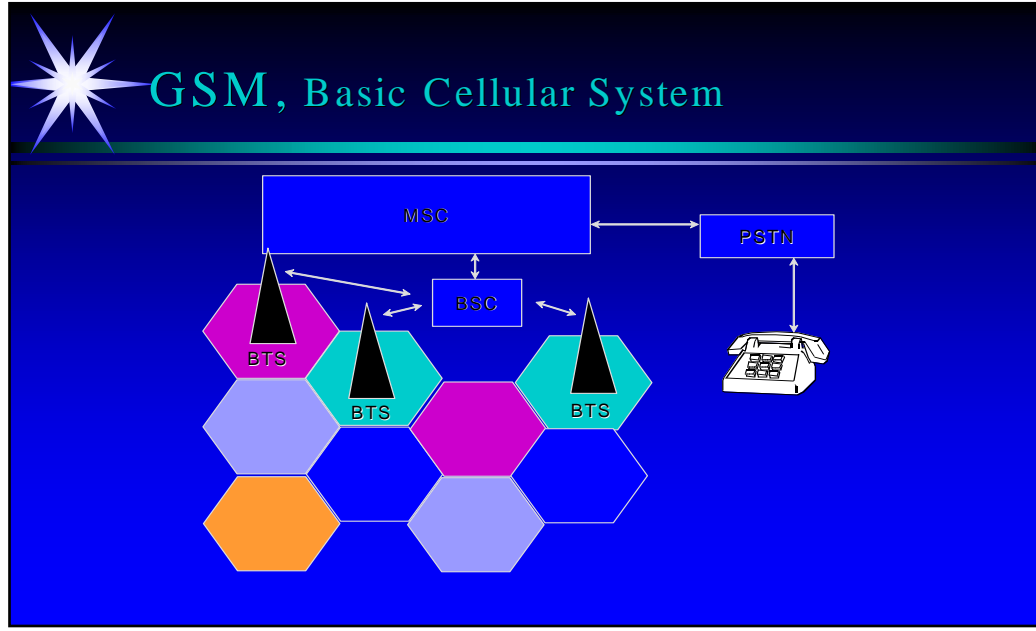 GSM, Basic Cellular System
MSC
PSTN
BSC
BTS
BTS
BTS